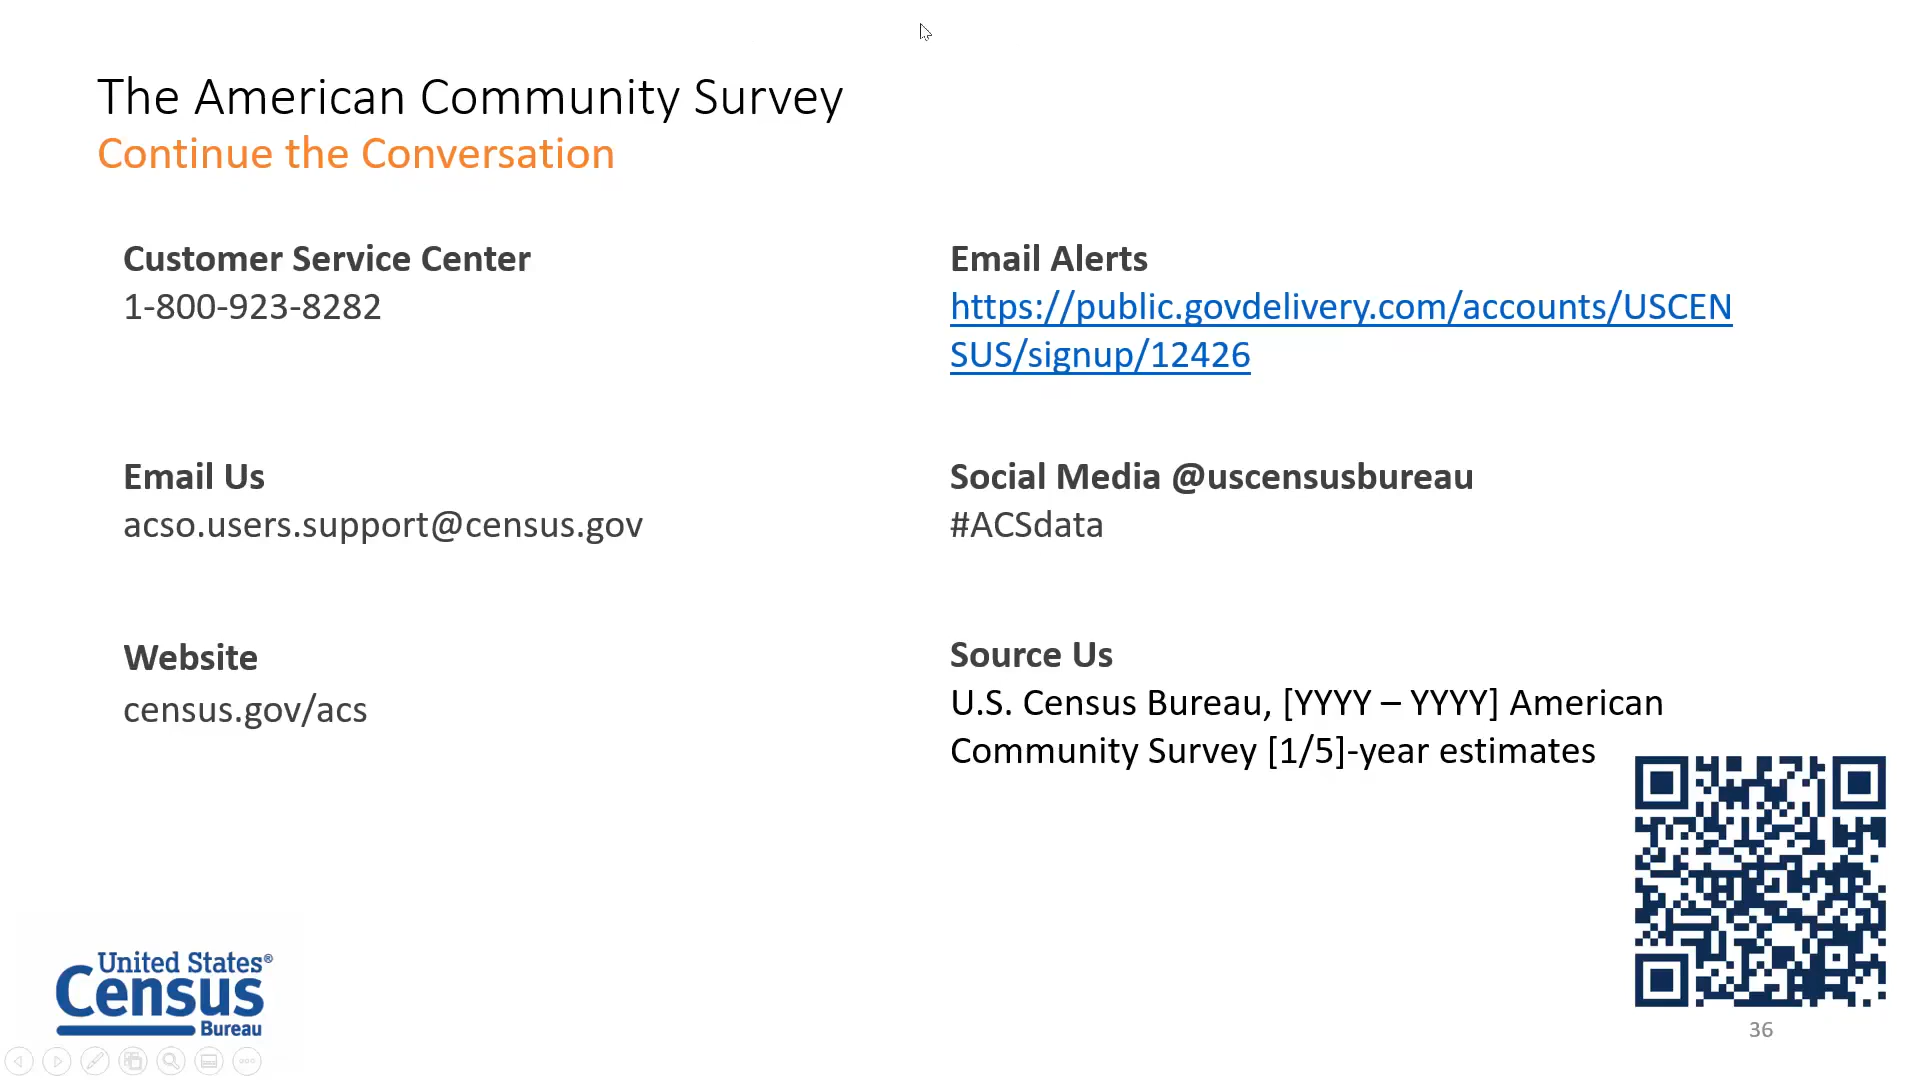 The American Community Survey
Continue the Conversation
Customer Service Center
1-800-923-8282
Email Us
acso.users.support@census.gov
Website
census.gov/acs
Email Alerts
https://public.govdelivery.com/accounts/USCEN
SUS/signup/12426
Social Media @uscensusbureau
#ACSdata
Source Us
U.S. Census Bureau, [YYYY – YYYY] American
Community Survey [1/5]-year estimates
United States®
Census
Bureau
36